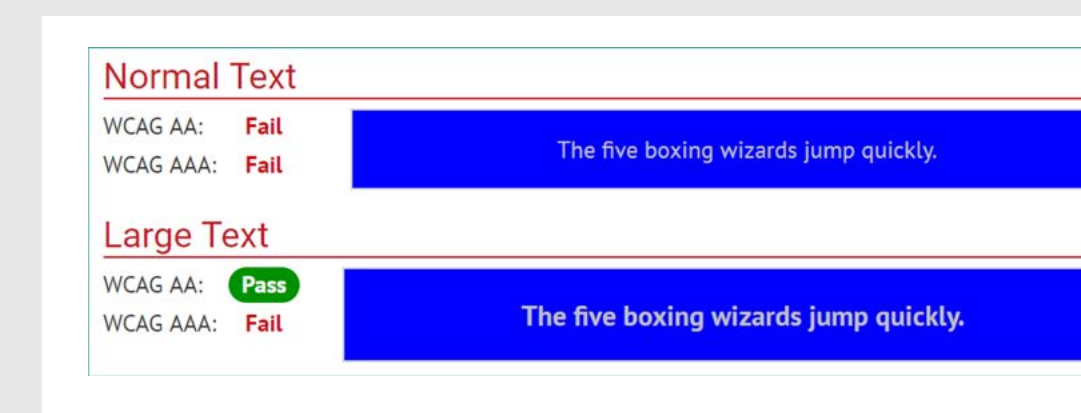 Normal Text
WCAG AA: Fail
WCAG AAA: Fail
The five boxing wizards jump quickly.
Large Text
WCAG AA: Pass
WCAG AAA: Fail
The five boxing wizards jump quickly.